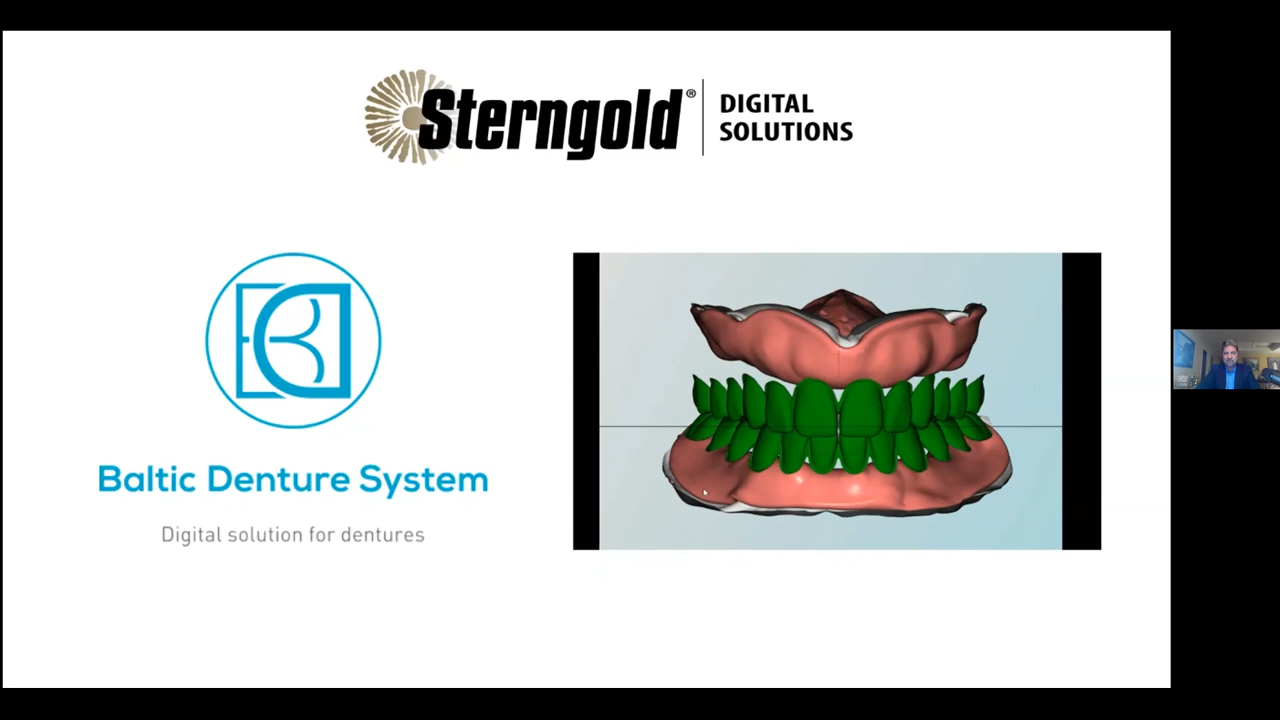 Sterngold®
DIGITAL
SOLUTIONS
Baltic Denture System
Digital solution for dentures